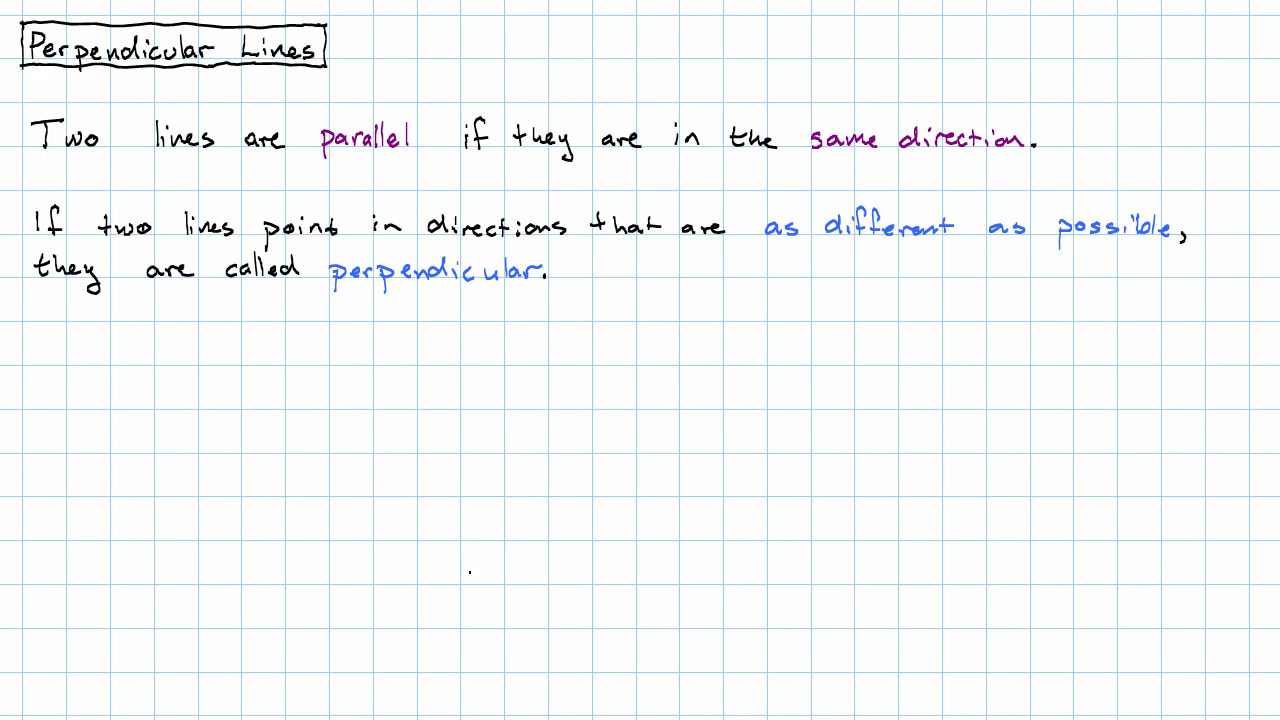 Perpendicular Lines
Two lines are parallel if they are in the same direction.
If two lines point in directions that are as different as possible,
they are called perpendicular.